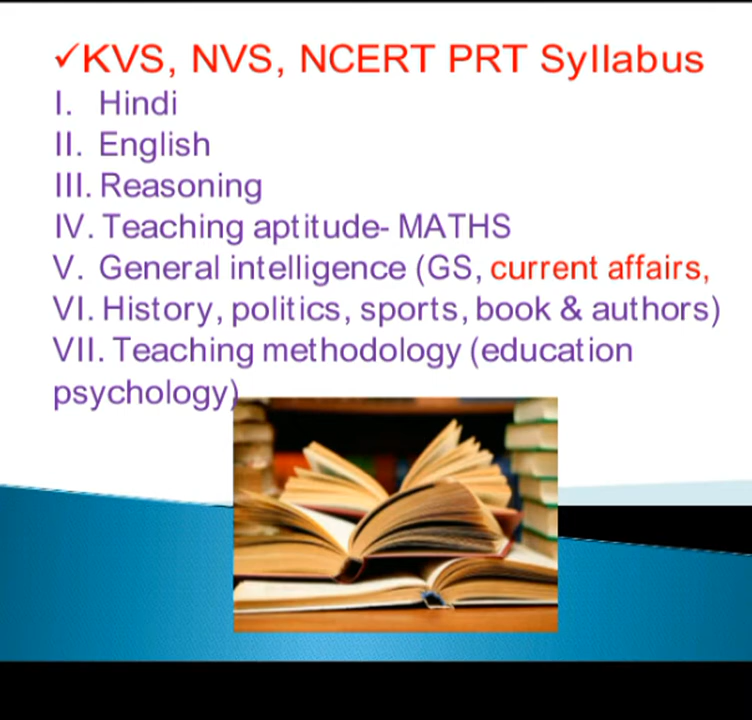 ✓KVS, NVS, NCERT PRT Syllabus
I. Hindi
II. English
III. Reasoning
IV. Teaching aptitude- MATHS
V. General intelligence (GS, current affairs,
VI. History, politics, sports, book & authors)
VII. Teaching methodology (education
psychology)